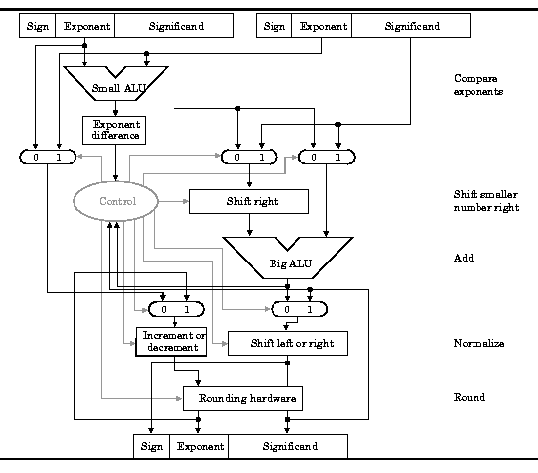 Sign Exponent Significand Sign Exponent Significand
Small ALU
Compare
exponents
Exponent
difference
0 1 0 1 0 1
Control
Shift right
Shift smaller
number right
Big ALU
Add
0 1 0 1
Increment or
decrement
Shift left or right
Normalize
Rounding hardware
Round
Sign Exponent Significand